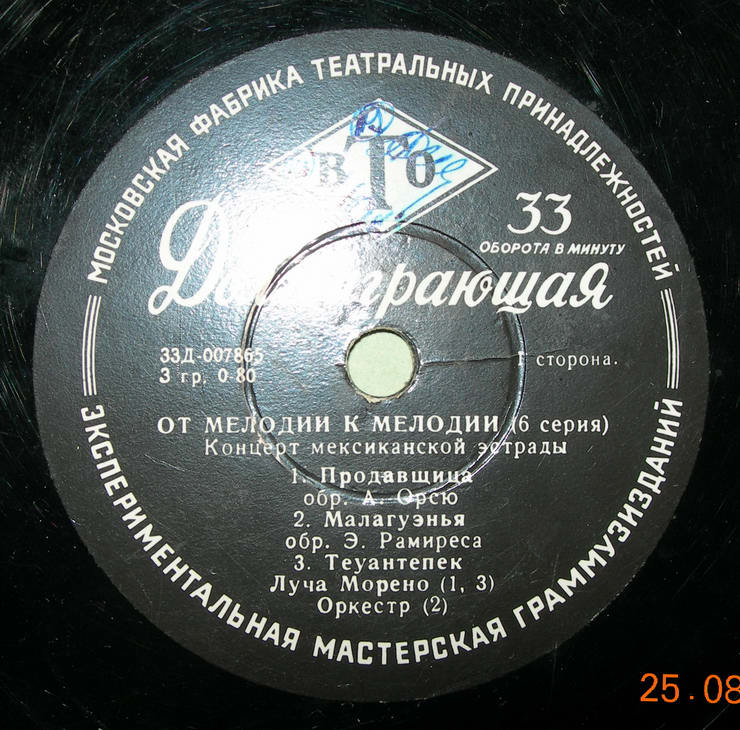 МОСКОВСКАЯ ФАБРИКА ТЕАТРАЛЬНЫХ ПРИНАДЛЕЖНОСТЕЙ
ВТО
33
ОБОРОТА В МИНУТУ
Долгоиграющая
33Д-007865
3 гр. 0-80
1 сторона.
ОТ МЕЛОДИИ К МЕЛОДИИ (6 серия)
Концерт мексиканской эстрады
1. Продавщица
обр. А. Орсю
2. Малагуэнья
обр. Э. Рамиреса
3. Теуантепек
Луча Морено (1, 3)
Оркестр (2)
ЭКСПЕРИМЕНТАЛЬНАЯ МАСТЕРСКАЯ ГРАММУЗИЗДАНИЙ
25.08